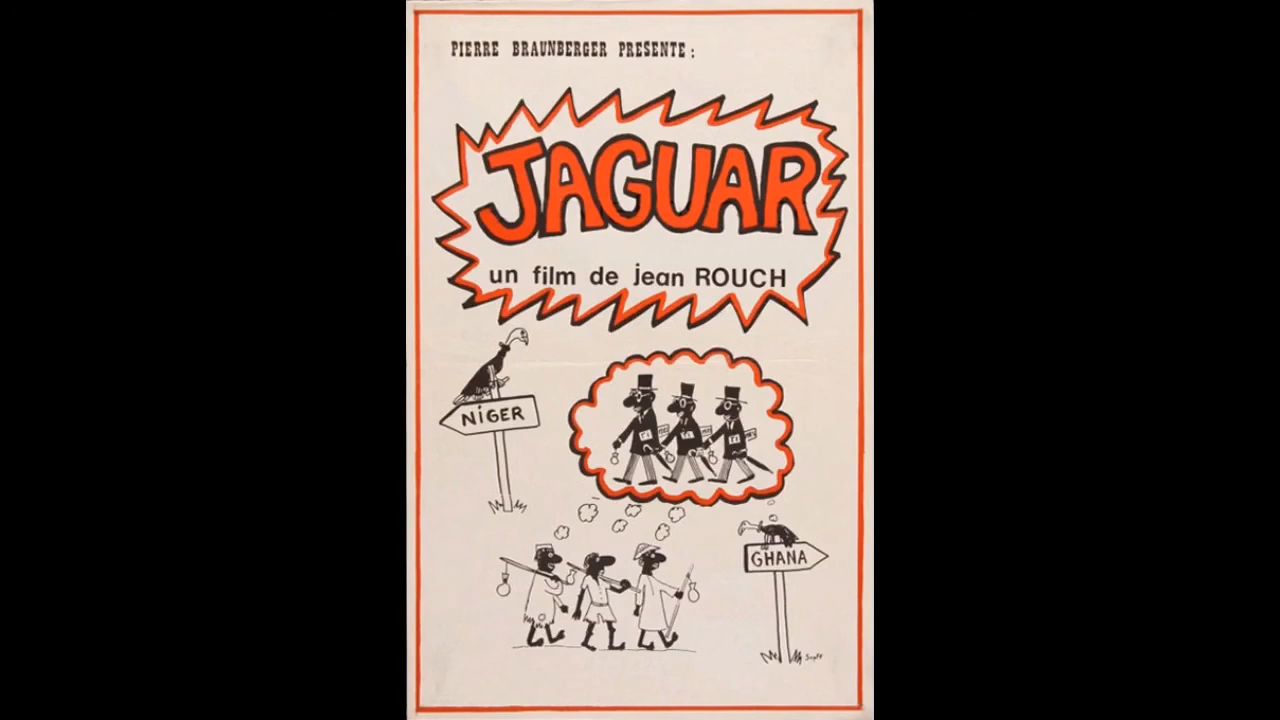 PIERRE BRAUNBERGER PRESENTE :
JAGUAR
un film de jean ROUCH
NiGER
GHANA